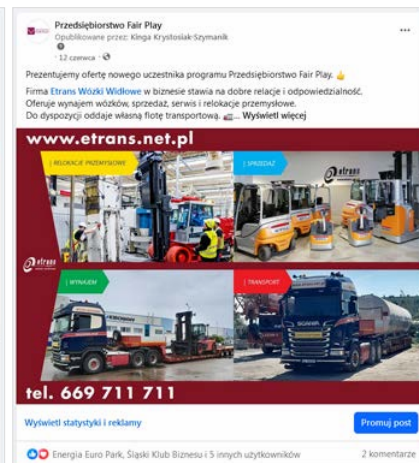 Przedsiębiorstwo Fair Play
Opublikowane przez: Kinga Krystosiak-Szymanik
· 12 czerwca ·
Prezentujemy ofertę nowego uczestnika programu Przedsiębiorstwo Fair Play. 👍
Firma Etrans Wózki Widłowe w biznesie stawia na dobre relacje i odpowiedzialność.
Oferuje wynajem wózków, sprzedaż, serwis i relokacje przemysłowe.
Do dyspozycji oddaje własną flotę transportową. 🚛... Wyświetl więcej
www.etrans.net.pl
| RELOKACJE PRZEMYSŁOWE
| SPRZEDAŻ
etrans
etrans
| WYNAJEM
| TRANSPORT
SCANIA
tel. 669 711 711
Wyświetl statystyki i reklamy
Promuj post
Energia Euro Park, Śląski Klub Biznesu i 5 innych użytkowników
2 komentarze